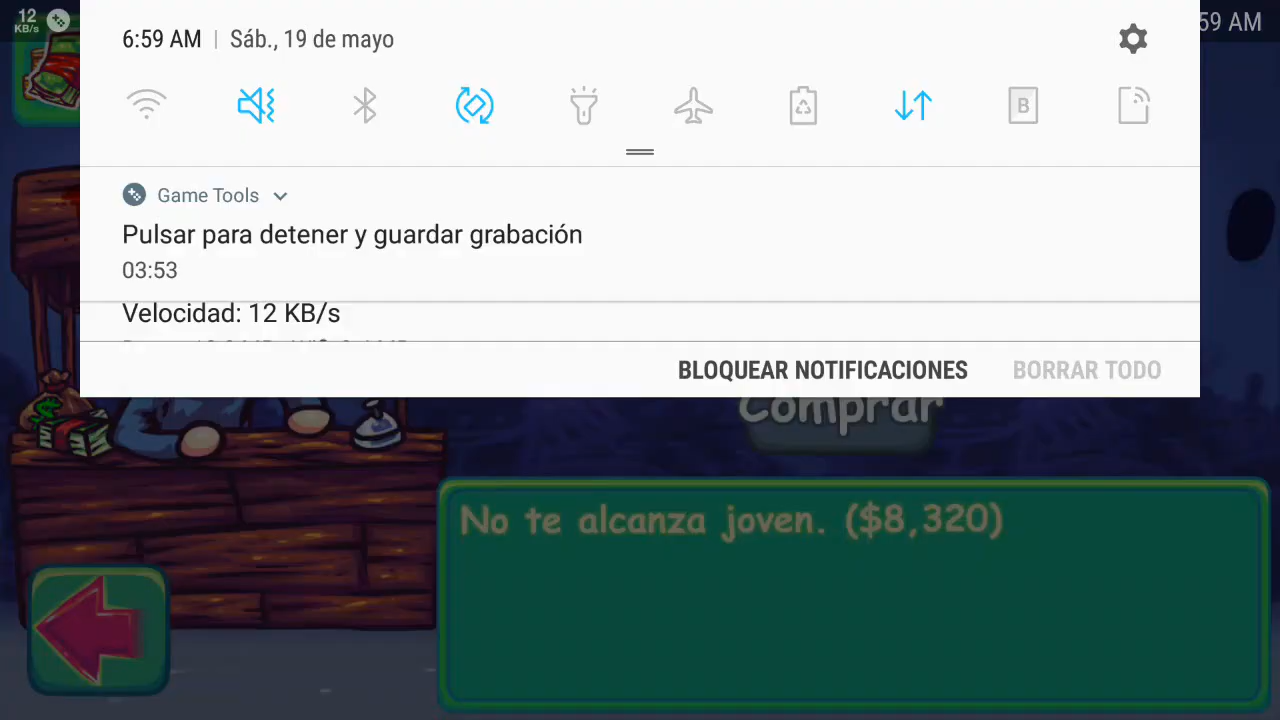 12
KB/s
59 AM
6:59 AM | Sáb., 19 de mayo
B
Game Tools
Pulsar para detener y guardar grabación
03:53
Velocidad: 12 KB/s
BLOQUEAR NOTIFICACIONES
BORRAR TODO
Comprar
No te alcanza joven. ($8,320)